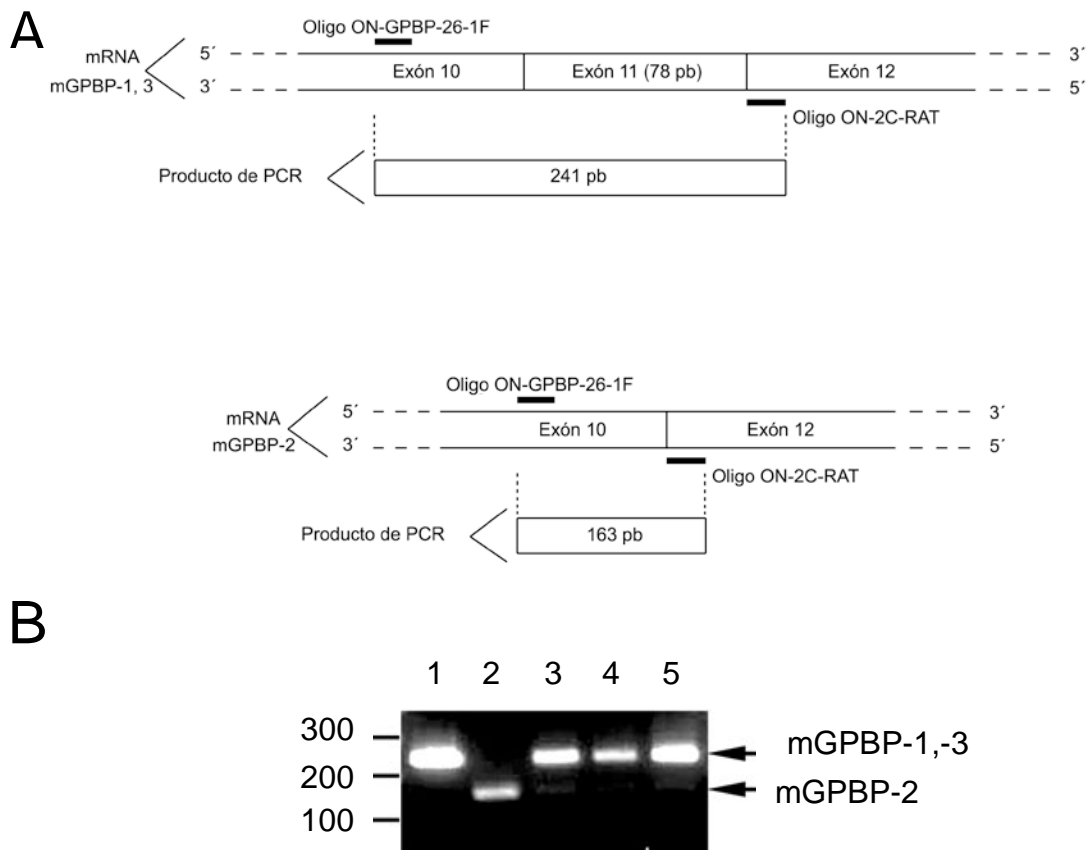 A
Oligo ON-GPBP-26-1F
mRNA
mGPBP-1, 3
5´ 3´
Exón 10 Exón 11 (78 pb) Exón 12
3´ 5´
Oligo ON-2C-RAT
Producto de PCR
241 pb
Oligo ON-GPBP-26-1F
mRNA
mGPBP-2
5´ 3´
Exón 10 Exón 12
3´ 5´
Oligo ON-2C-RAT
Producto de PCR
163 pb
B
1 2 3 4 5
300
mGPBP-1,-3
200
mGPBP-2
100